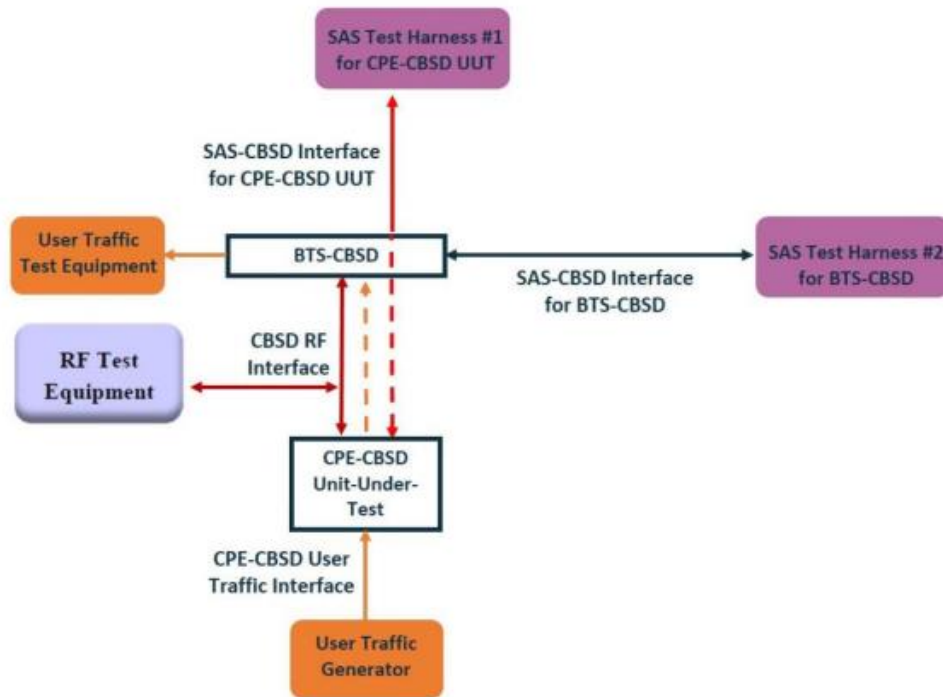 SAS Test Harness #1
for CPE-CBSD UUT
SAS-CBSD Interface
for CPE-CBSD UUT
User Traffic
Test Equipment
BTS-CBSD
SAS Test Harness #2
for BTS-CBSD
SAS-CBSD Interface
for BTS-CBSD
CBSD RF
Interface
RF Test
Equipment
CPE-CBSD
Unit-Under-
Test
CPE-CBSD User
Traffic Interface
User Traffic
Generator